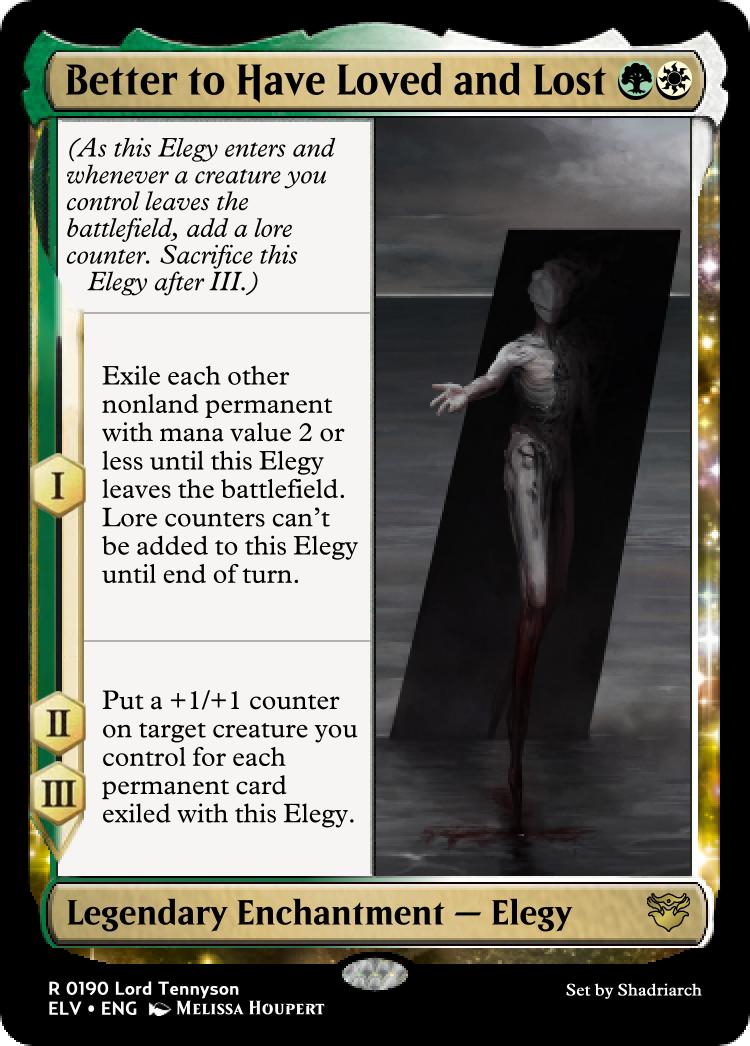 Better to Have Loved and Lost
(As this Elegy enters and
whenever a creature you
control leaves the
battlefield, add a lore
counter. Sacrifice this
Elegy after III.)
I
Exile each other
nonland permanent
with mana value 2 or
less until this Elegy
leaves the battlefield.
Lore counters can't
be added to this Elegy
until end of turn.
II
III
Put a +1/+1 counter
on target creature you
control for each
permanent card
exiled with this Elegy.
Legendary Enchantment — Elegy
R 0190 Lord Tennyson
ELV • ENG Melissa Houpert
Set by Shadriarch